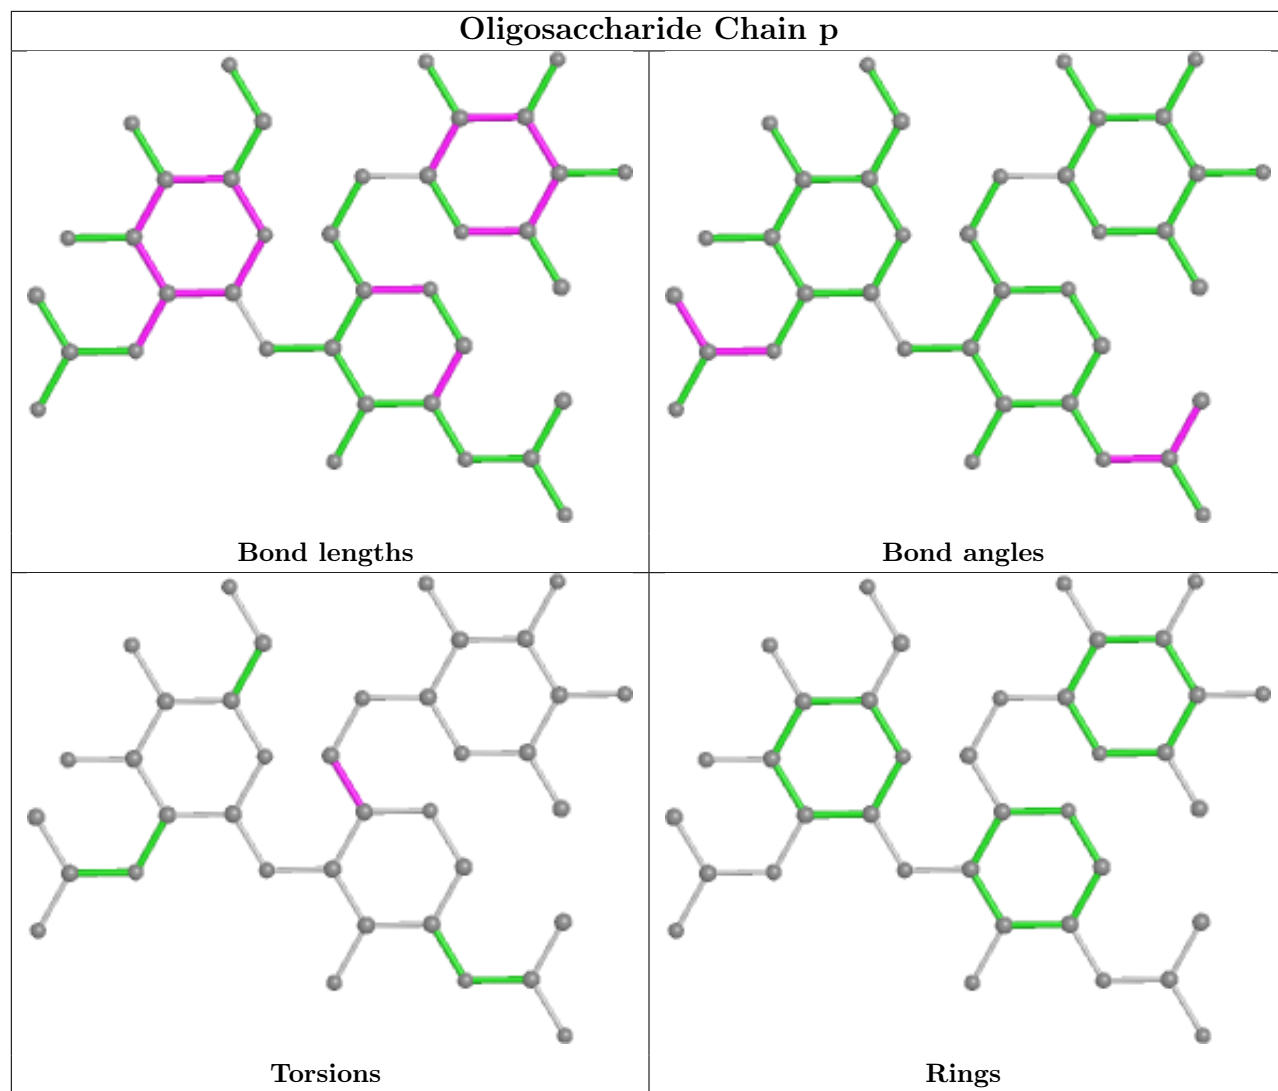 Oligosaccharide Chain p
Bond lengths
Bond angles
Torsions
Rings